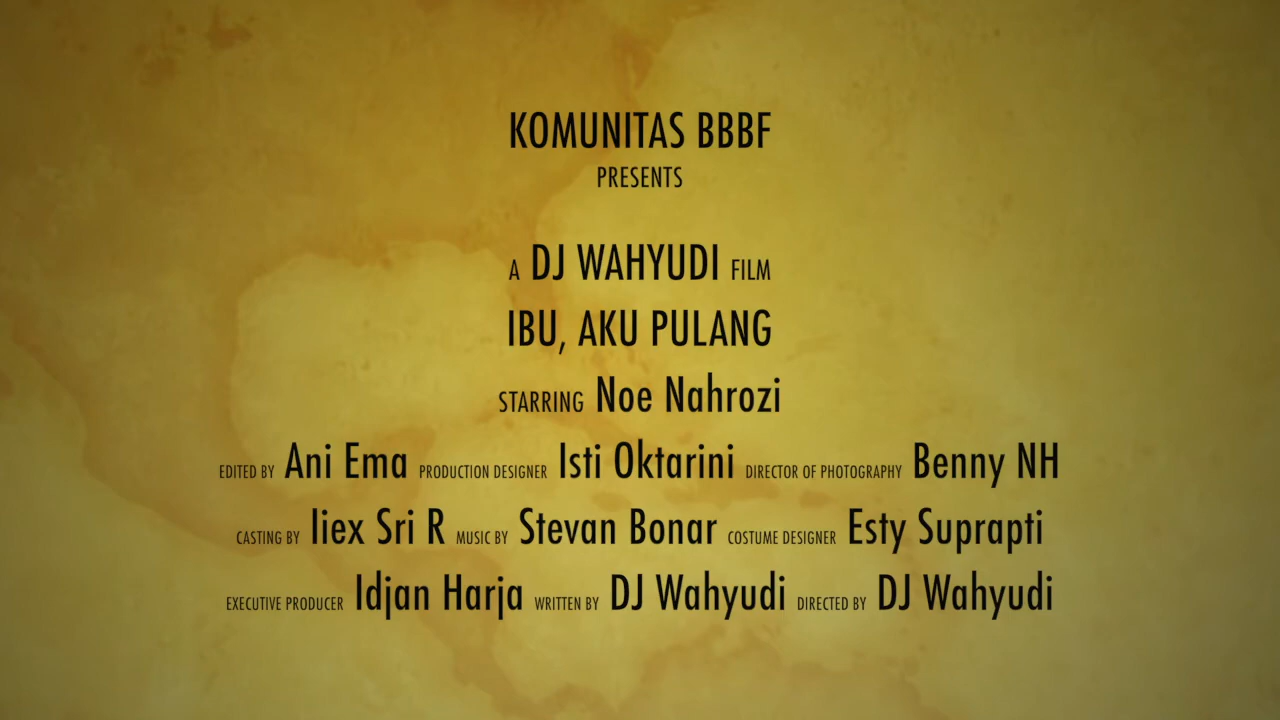 KOMUNITAS BBBF
PRESENTS
A DJ WAHYUDI FILM
IBU, AKU PULANG
STARRING Noe Nahrozi
EDITED BY Ani Ema PRODUCTION DESIGNER Isti Oktarini DIRECTOR OF PHOTOGRAPHY Benny NH
CASTING BY Iiex Sri R MUSIC BY Stevan Bonar COSTUME DESIGNER Esty Suprapti
EXECUTIVE PRODUCER Idjan Harja WRITTEN BY DJ Wahyudi DIRECTED BY DJ Wahyudi